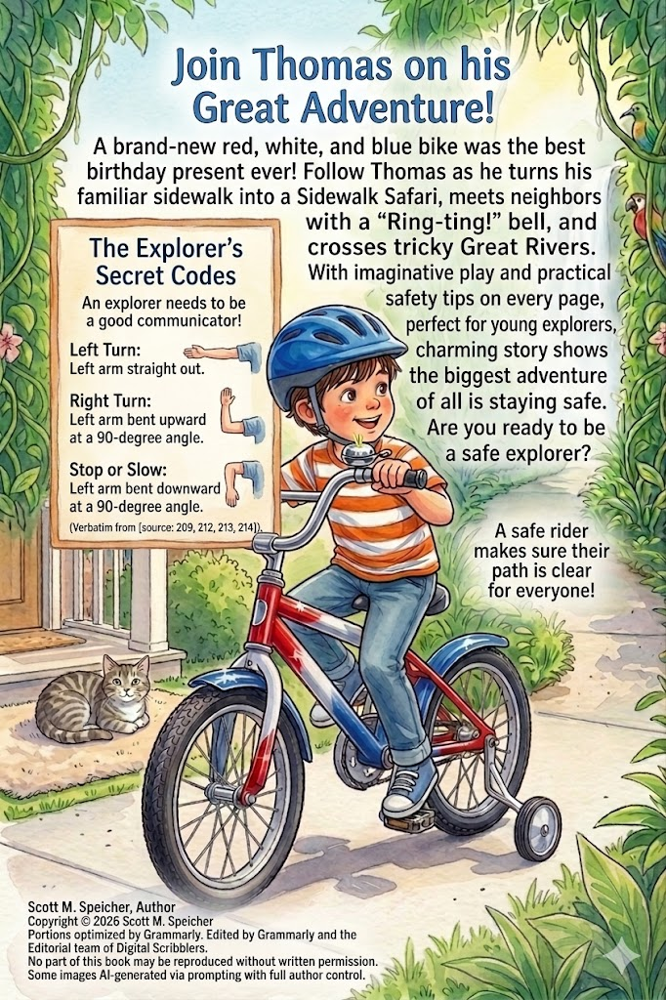 Join Thomas on his
Great Adventure!
A brand-new red, white, and blue bike was the best
birthday present ever! Follow Thomas as he turns his
familiar sidewalk into a Sidewalk Safari, meets neighbors
with a “Ring-ting!” bell, and
crosses tricky Great Rivers.
With imaginative play and practical
safety tips on every page,
perfect for young explorers,
charming story shows
the biggest adventure
of all is staying safe.
Are you ready to be
a safe explorer?
The Explorer’s
Secret Codes
An explorer needs to be
a good communicator!
Left Turn:
Left arm straight out.
Right Turn:
Left arm bent upward
at a 90-degree angle.
Stop or Slow:
Left arm bent downward
at a 90-degree angle.
(Verbatim from [source: 209, 212, 213, 214]).
A safe rider
makes sure their
path is clear
for everyone!
Scott M. Speicher, Author
Copyright © 2026 Scott M. Speicher
Portions optimized by Grammarly. Edited by Grammarly and the
Editorial team of Digital Scribblers.
No part of this book may be reproduced without written permission.
Some images AI-generated via prompting with full author control.